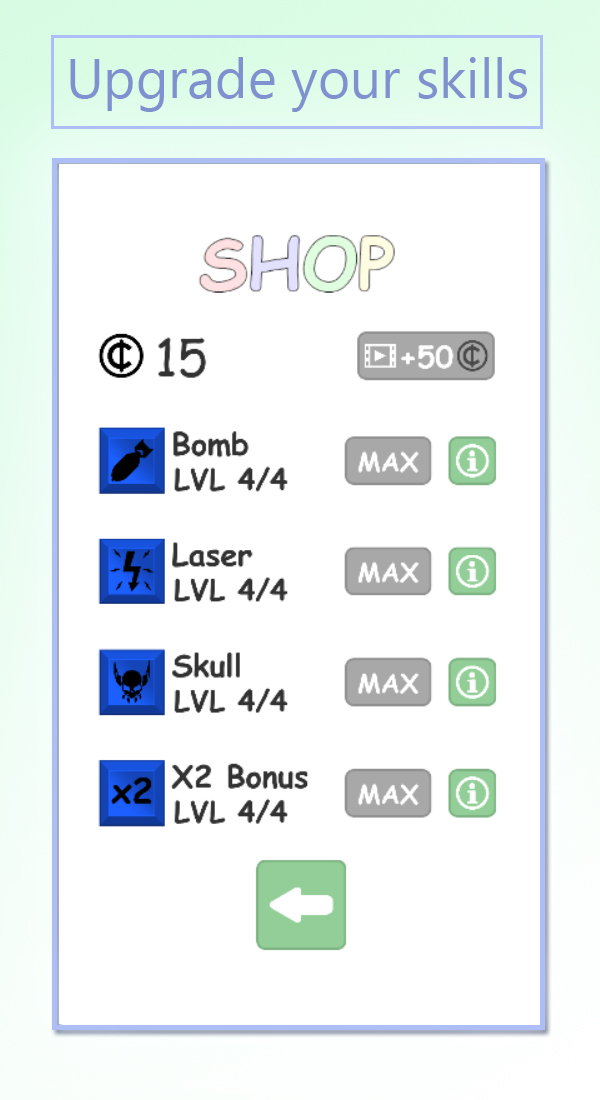 Upgrade your skills
SHOP
₵ 15
+50₵
Bomb
LVL 4/4
MAX
Laser
LVL 4/4
MAX
Skull
LVL 4/4
MAX
x2
X2 Bonus
LVL 4/4
MAX